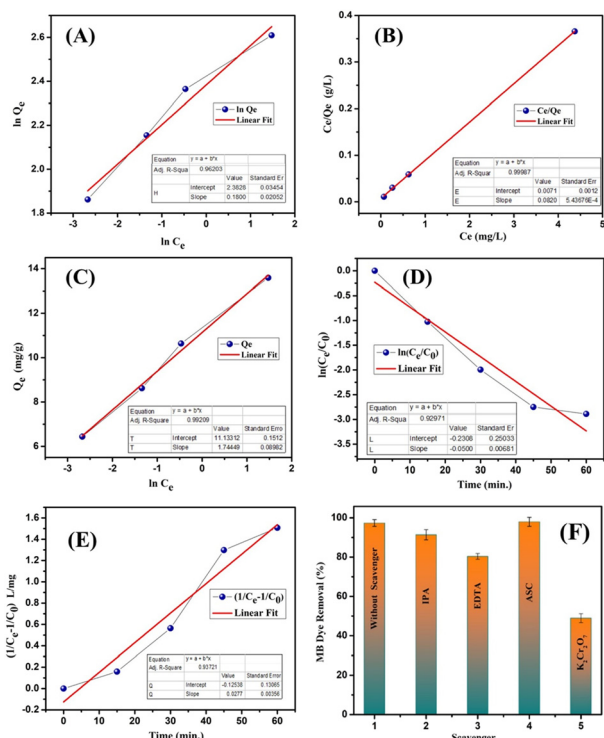 (A)
ln Qe
2.6
2.4
2.2
2.0
1.8
-3
-2
-1
0
1
2
ln Ce
ln Qe
Linear Fit
Equation y = a + b*x
Adj. R-Squa 0.96203
Value Standard Err
H Intercept 2.3828 0.03454
Slope 0.1800 0.02052
(B)
Ce/Qe (g/L)
0.4
0.3
0.2
0.1
0.0
0
1
2
3
4
5
Ce (mg/L)
Ce/Qe
Linear Fit
Equation y = a + b*x
Adj. R-Squar 0.99987
Value Standard Err
E Intercept 0.0071 0.0012
E Slope 0.0820 5.43676E-4
(C)
Qe (mg/g)
14
12
10
8
6
-3
-2
-1
0
1
2
ln Ce
Qe
Linear Fit
Equation y = a + b*x
Adj. R-Square 0.99209
Value Standard Erro
T Intercept 11.13312 0.1512
T Slope 1.74449 0.08982
(D)
ln(Ce/C0)
0.0
-0.5
-1.0
-1.5
-2.0
-2.5
-3.0
-3.5
0
10
20
30
40
50
60
Time (min.)
ln(Ce/C0)
Linear Fit
Equation y = a + b*x
Adj. R-Squa 0.92971
Value Standard Err
L Intercept -0.2306 0.25033
L Slope -0.0500 0.00681
(E)
(1/Ce-1/C0) L/mg
1.6
1.4
1.2
1.0
0.8
0.6
0.4
0.2
0.0
0
20
40
60
Time (min.)
(1/Ce-1/C0)
Linear Fit
Equation y = a + b*x
Adj. R-Square 0.93721
Value Standard Error
Q Intercept -0.12538 0.13065
Q Slope 0.0277 0.00356
(F)
MB Dye Removal (%)
100
80
60
40
20
0
Without Scavenger
IPA
EDTA
ASC
K2Cr2O7
1
2
3
4
5
Scavenger